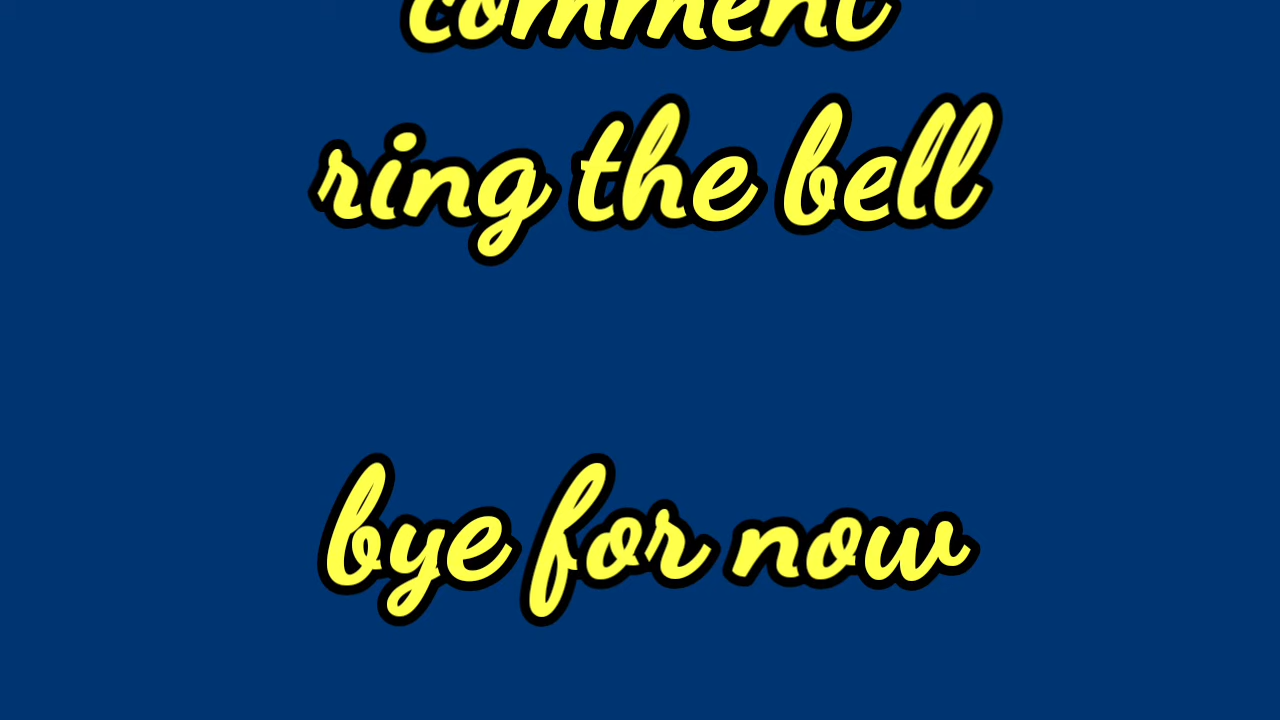 comment
ring the bell
bye for now